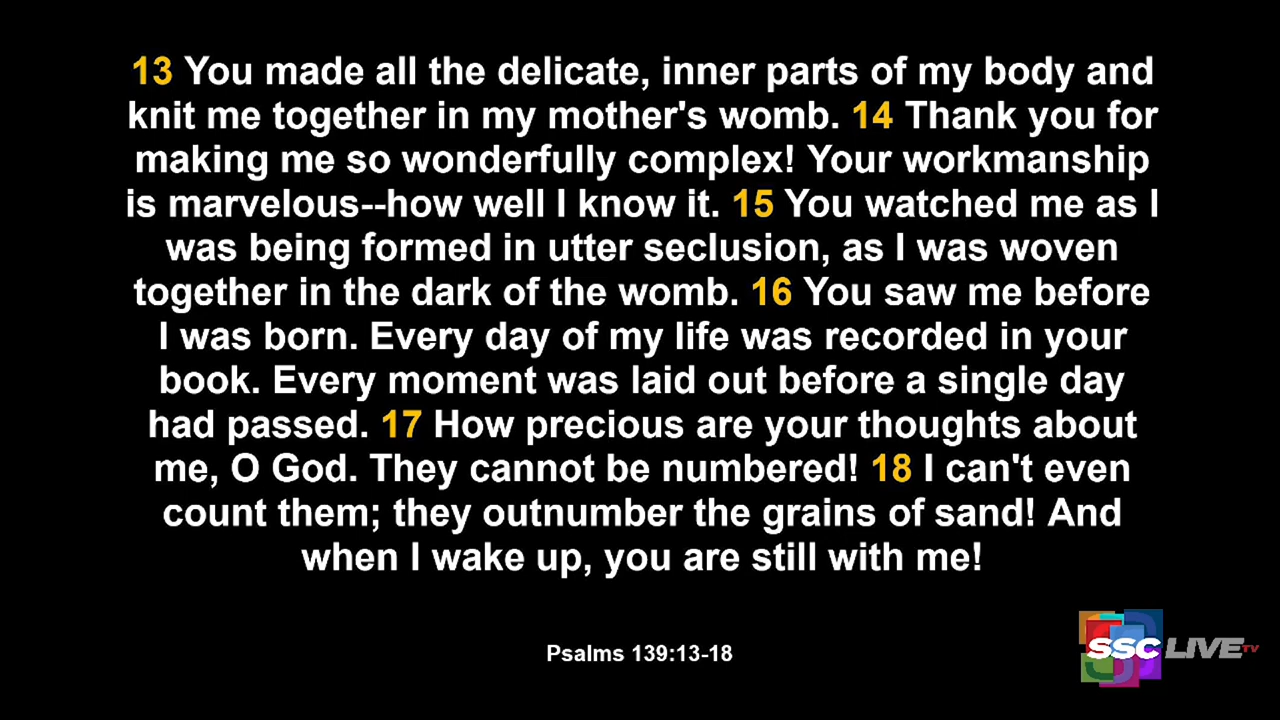 13 You made all the delicate, inner parts of my body and
knit me together in my mother's womb. 14 Thank you for
making me so wonderfully complex! Your workmanship
is marvelous--how well I know it. 15 You watched me as I
was being formed in utter seclusion, as I was woven
together in the dark of the womb. 16 You saw me before
I was born. Every day of my life was recorded in your
book. Every moment was laid out before a single day
had passed. 17 How precious are your thoughts about
me, O God. They cannot be numbered! 18 I can't even
count them; they outnumber the grains of sand! And
when I wake up, you are still with me!
Psalms 139:13-18
SSC LIVE TV